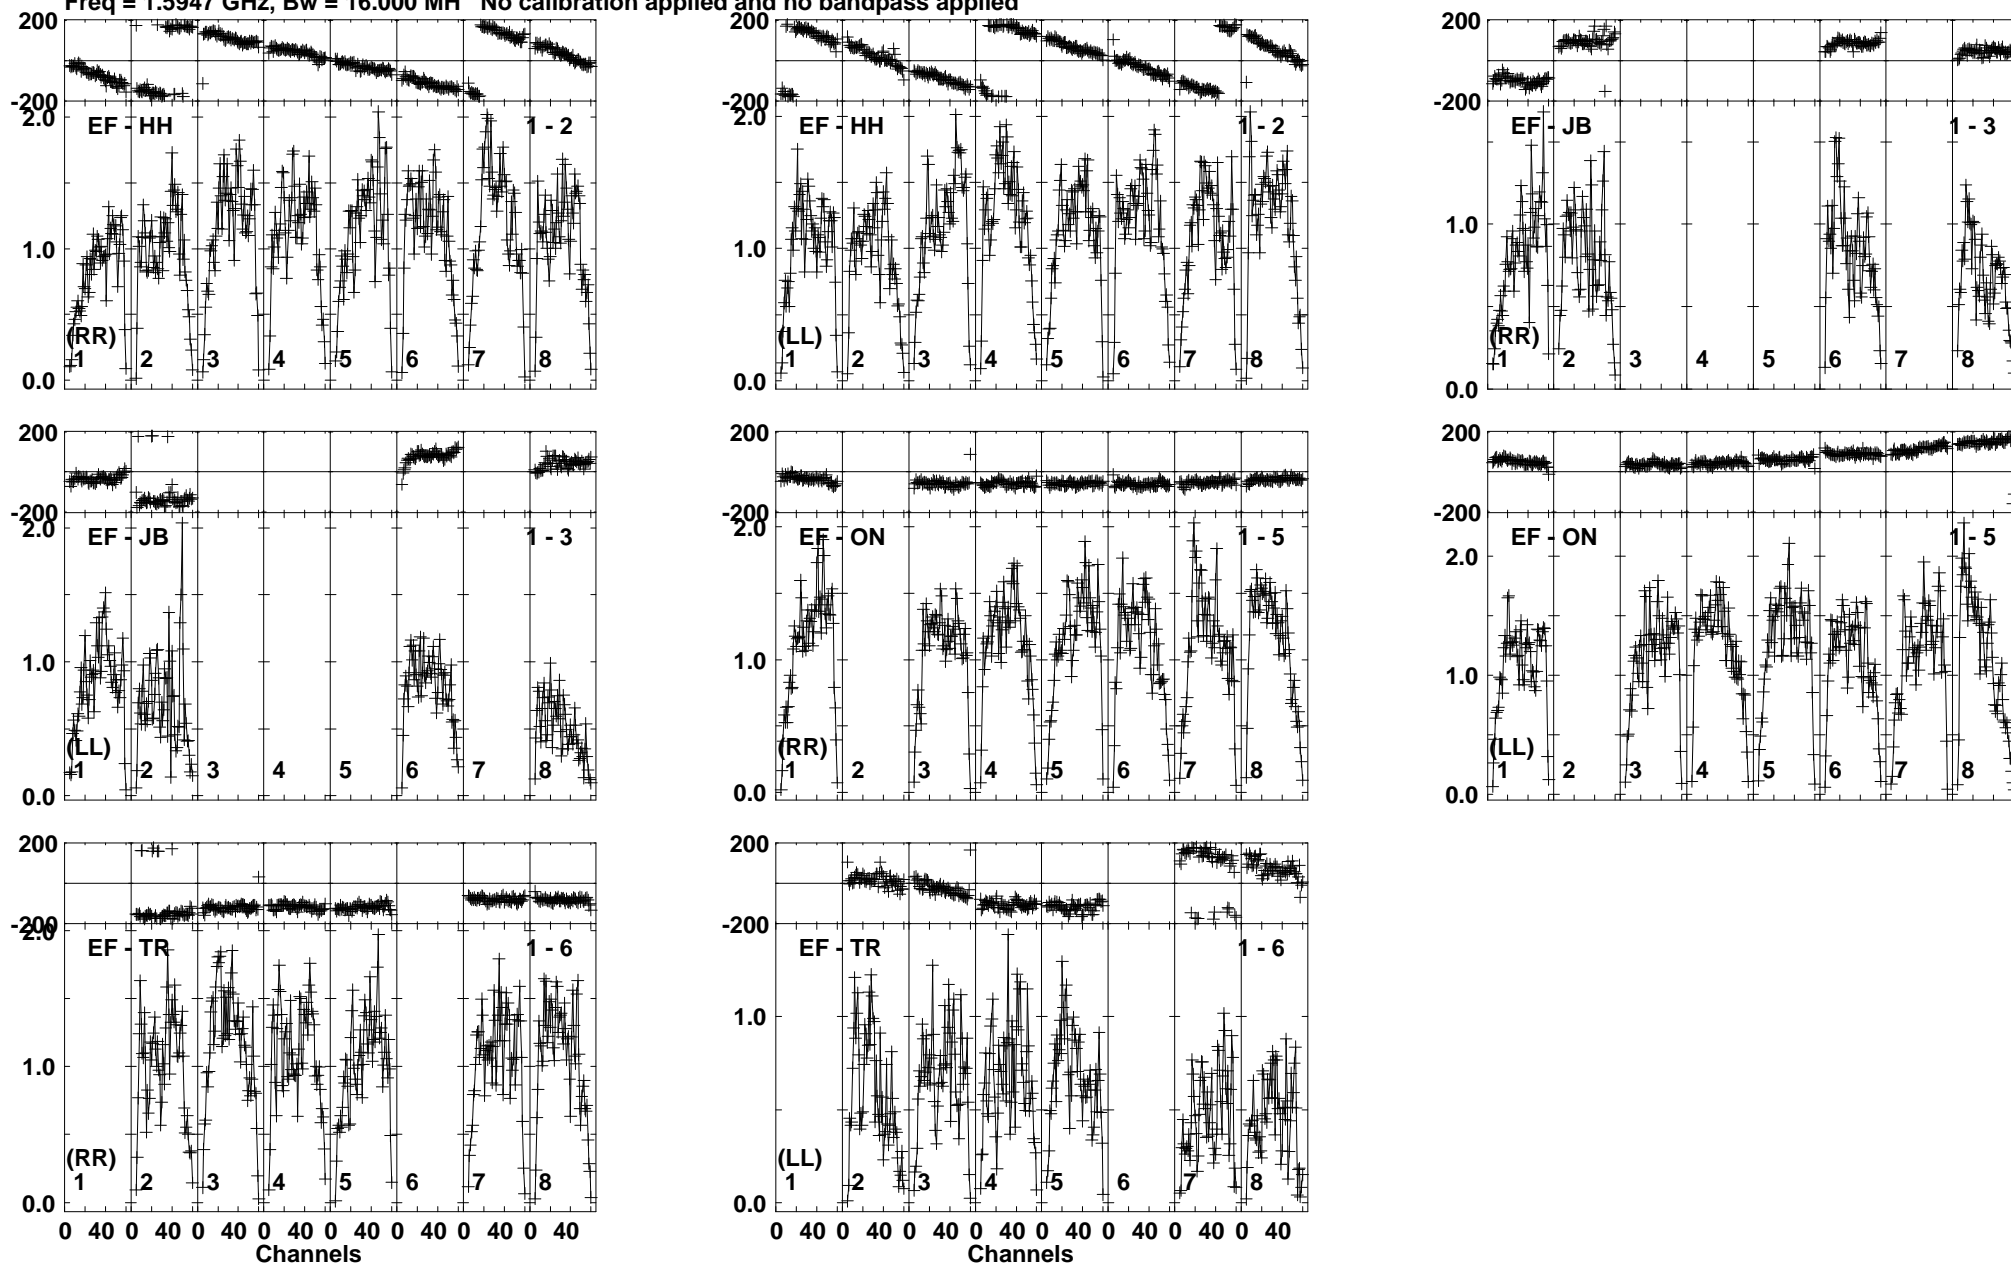 Freq = 1.5947 GHz, Bw = 16.000 MH No calibration applied and no bandpass applied
200
-200
2.0
1.0
0.0
EF - HH 1 - 2
(RR)
1 2 3 4 5 6 7 8
200
-200
2.0
1.0
0.0
EF - HH 1 - 2
(LL)
1 2 3 4 5 6 7 8
200
-200
1.0
0.0
EF - JB 1 - 3
(RR)
1 2 3 4 5 6 7 8
200
-200
2.0
1.0
0.0
EF - JB 1 - 3
(LL)
1 2 3 4 5 6 7 8
200
-200
2.0
1.0
0.0
EF - ON 1 - 5
(RR)
1 2 3 4 5 6 7 8
200
-200
2.0
1.0
0.0
EF - ON 1 - 5
(LL)
1 2 3 4 5 6 7 8
200
-200
2.0
1.0
0.0
EF - TR 1 - 6
(RR)
1 2 3 4 5 6 7 8
0 40 0 40 0 40 0 40 0 40 0 40 0 40 0 40
Channels
200
-200
1.0
0.0
EF - TR 1 - 6
(LL)
1 2 3 4 5 6 7 8
0 40 0 40 0 40 0 40 0 40 0 40 0 40 0 40
Channels